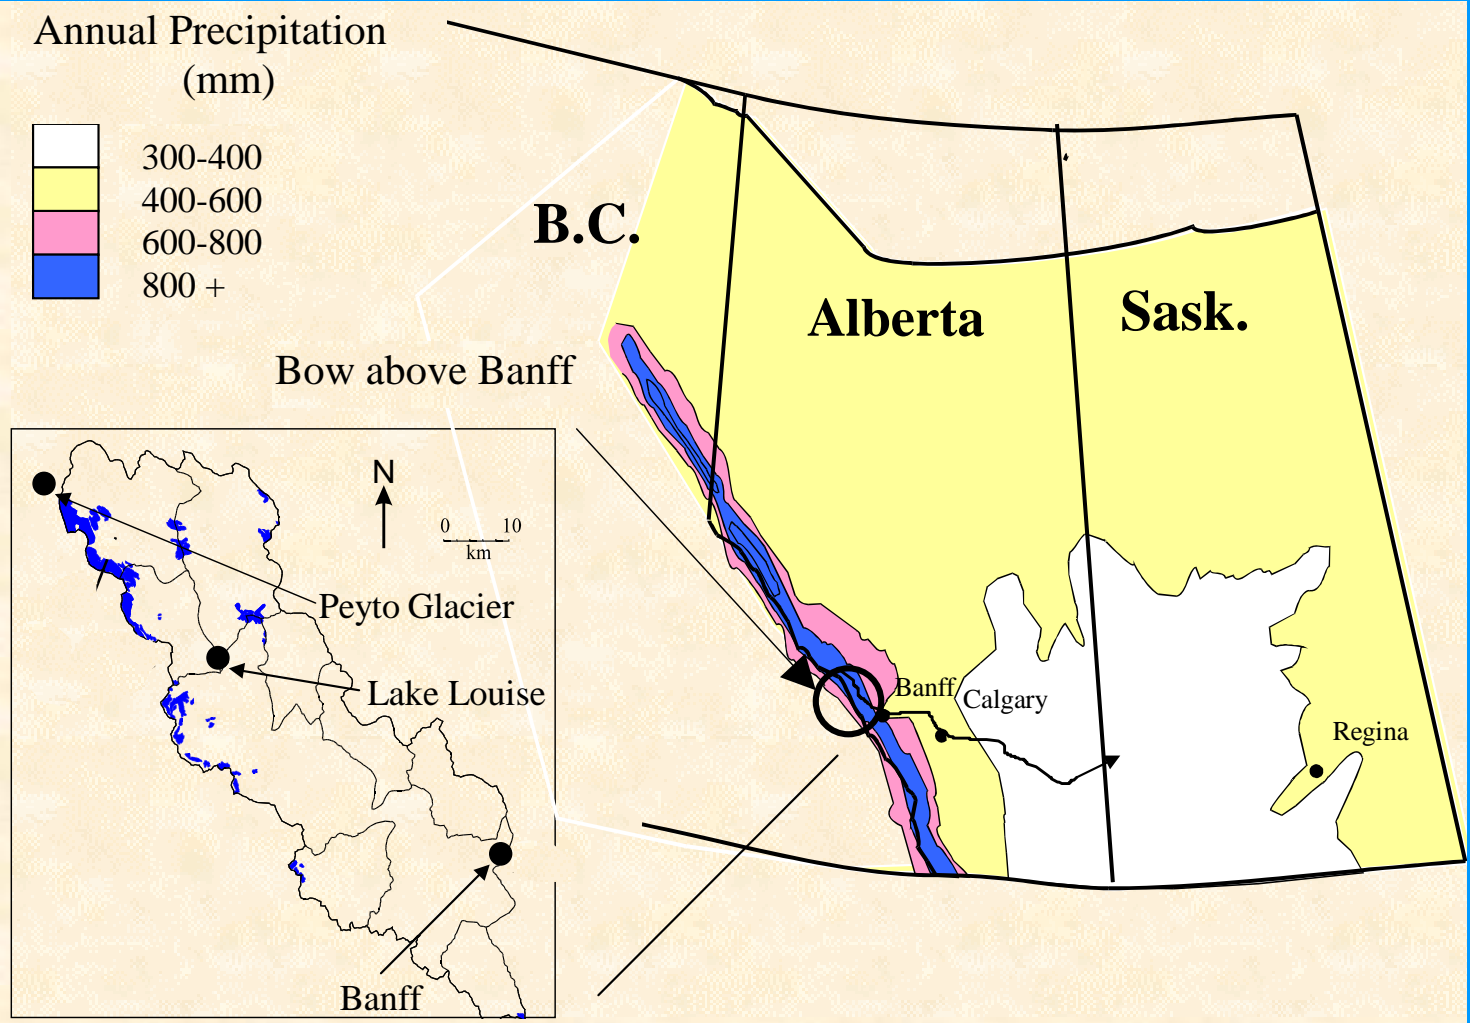 Annual Precipitation
(mm)
300-400
400-600
600-800
800 +
B.C.
Alberta
Sask.
Bow above Banff
N
0 10
km
Peyto Glacier
Lake Louise
Banff
Banff
Calgary
Regina